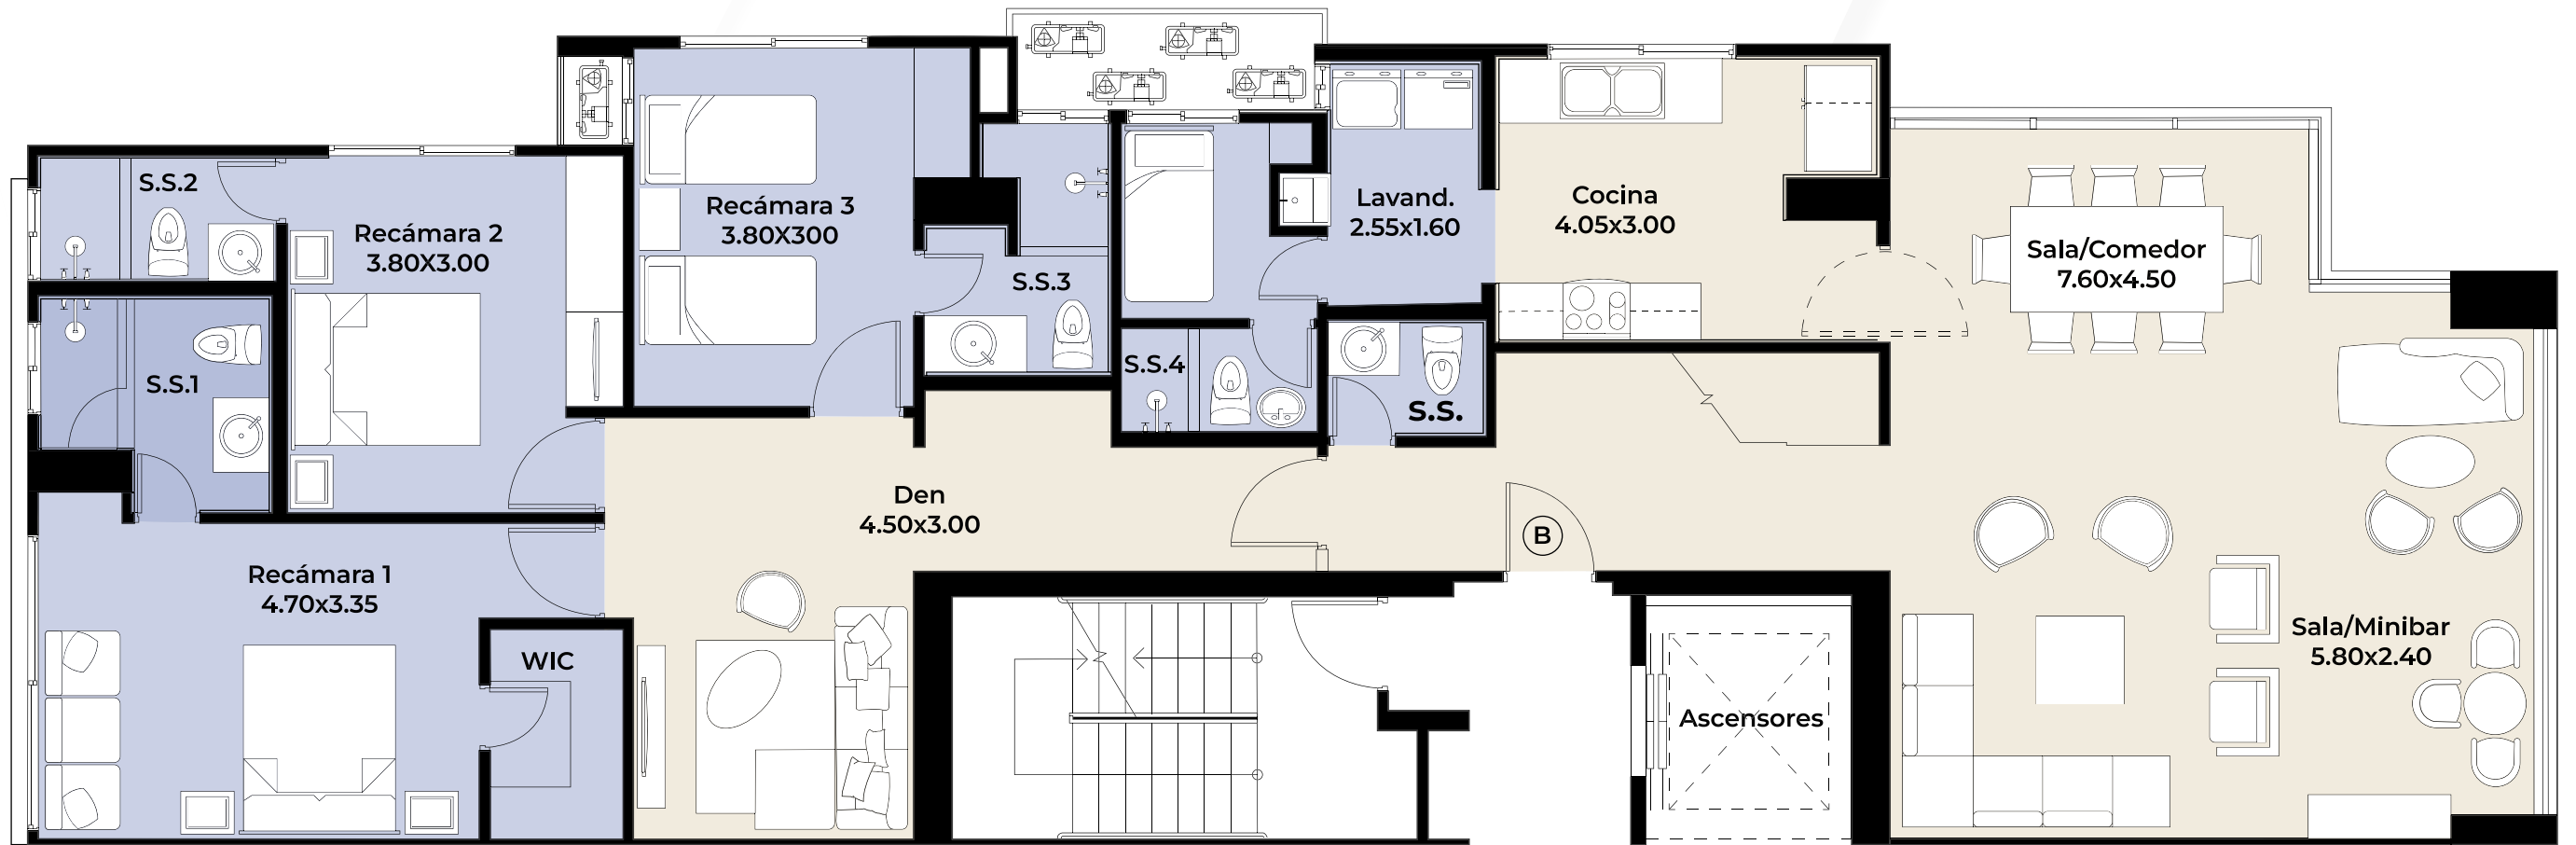 S.S.2
Recámara 2
3.80X3.00
Recámara 3
3.80X300
S.S.3
Lavand.
2.55x1.60
Cocina
4.05x3.00
Sala/Comedor
7.60x4.50
S.S.1
S.S.4
S.S.
Den
4.50x3.00
B
Recámara 1
4.70x3.35
WIC
Ascensores
Sala/Minibar
5.80x2.40